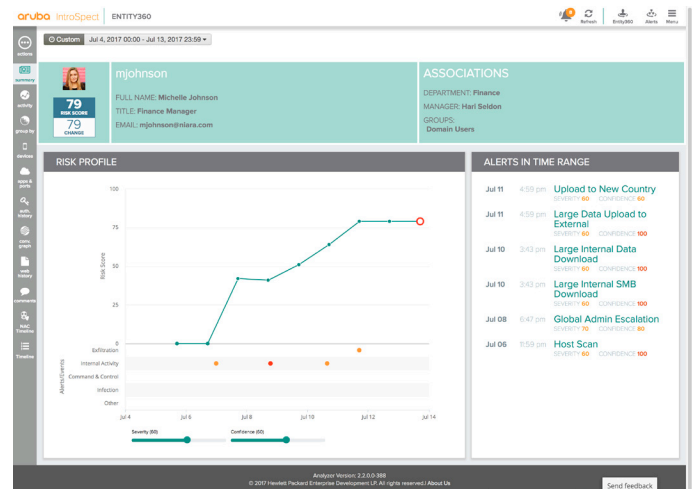 aruba IntroSpect ENTITY360
8
Refresh Entity360 Alerts Menu
Custom Jul 4, 2017 00:00 - Jul 13, 2017 23:59
actions
summary
activity
group by
devices
apps & ports
auth. history
conv. graph
web history
comments
NAC Timeline
Timeline
79
RISK SCORE
79
CHANGE
mjohnson
FULL NAME: Michelle Johnson
TITLE: Finance Manager
EMAIL: mjohnson@niara.com
ASSOCIATIONS
DEPARTMENT: Finance
MANAGER: Hari Seldon
GROUPS:
Domain Users
RISK PROFILE
100
75
50
25
0
Risk Score
Exfiltration
Internal Activity
Command & Control
Infection
Other
Alerts/Events
Jul 4 Jul 6 Jul 8 Jul 10 Jul 12 Jul 14
Severity (60) Confidence (60)
ALERTS IN TIME RANGE
Jul 11 4:59 pm Upload to New Country
SEVERITY 60 CONFIDENCE 60
Jul 11 4:59 pm Large Data Upload to
External
SEVERITY 60 CONFIDENCE 100
Jul 10 3:43 pm Large Internal Data
Download
SEVERITY 60 CONFIDENCE 100
Jul 10 3:43 pm Large Internal SMB
Download
SEVERITY 60 CONFIDENCE 100
Jul 08 6:47 pm Global Admin Escalation
SEVERITY 70 CONFIDENCE 80
Jul 06 11:59 pm Host Scan
SEVERITY 60 CONFIDENCE 100
Analyzer Version: 2.2.0.0-388
© 2017 Hewlett Packard Enterprise Development LP. All rights reserved.| About Us
Send feedback